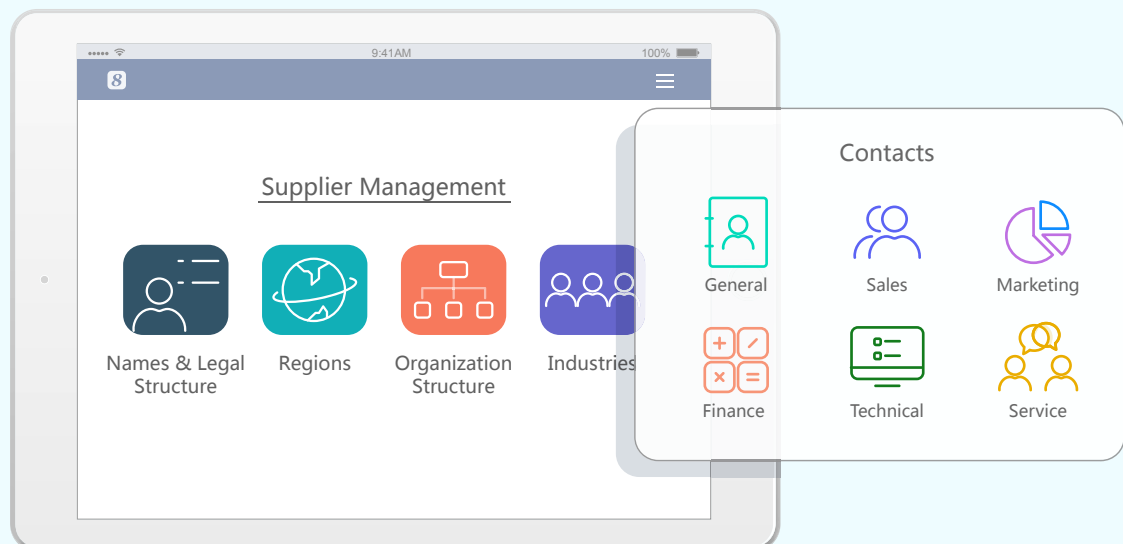 9:41AM
100%
8
Supplier Management
Names & Legal
Structure
Regions
Organization
Structure
Industries
Contacts
General
Sales
Marketing
Finance
Technical
Service